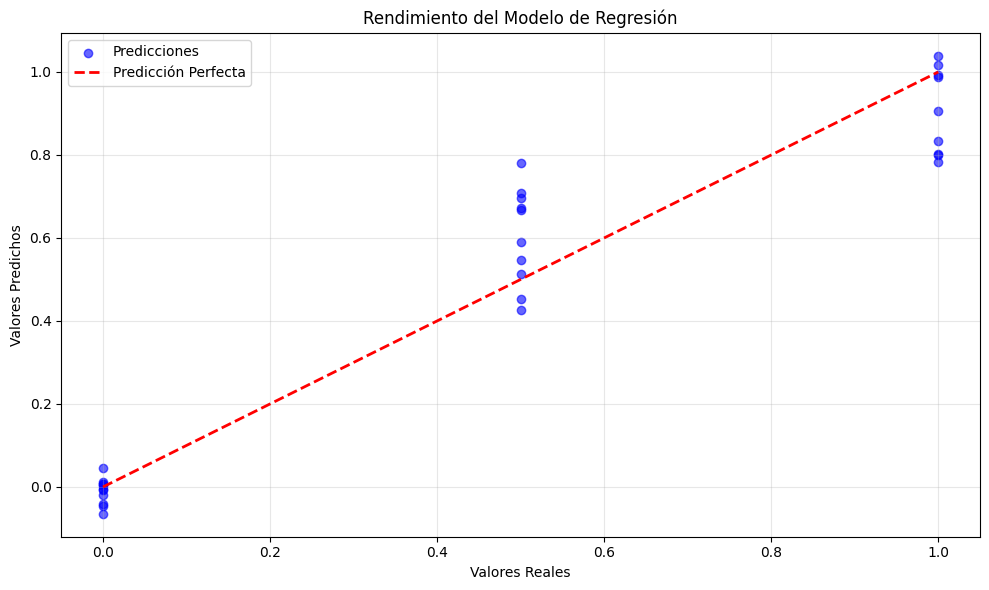 Rendimiento del Modelo de Regresión
Predicciones
Predicción Perfecta
Valores Predichos
1.0
0.8
0.6
0.4
0.2
0.0
0.0 0.2 0.4 0.6 0.8 1.0
Valores Reales